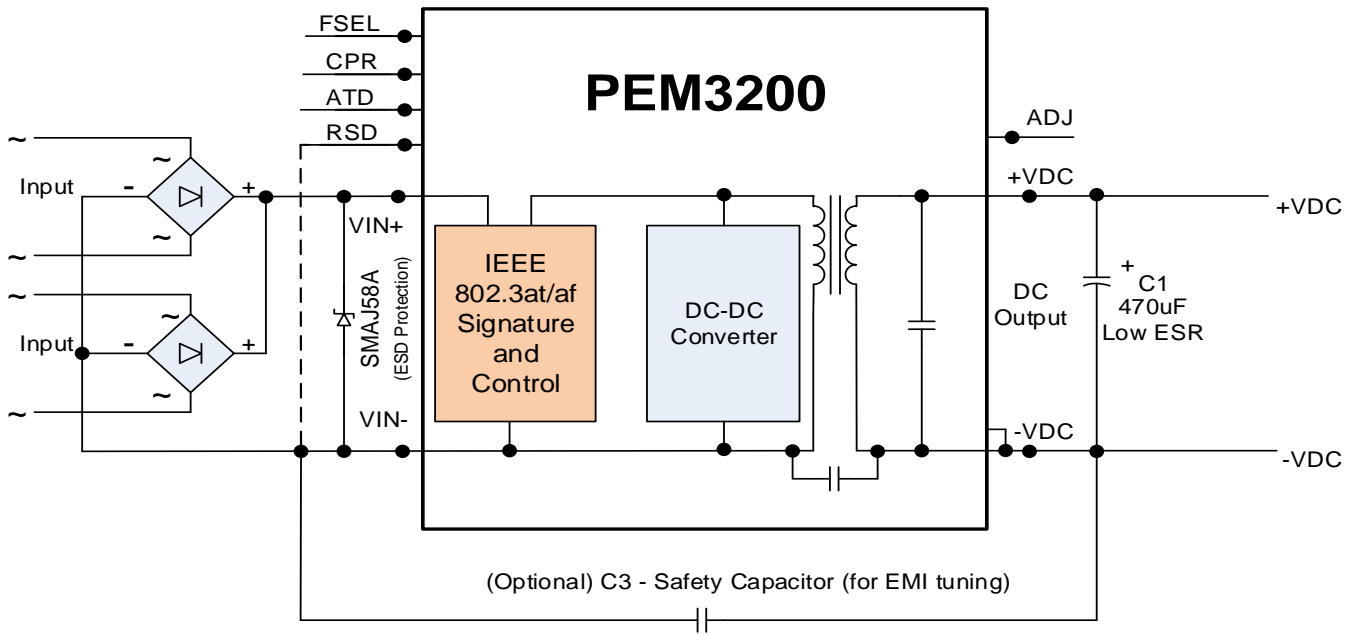 FSEL
CPR
ATD
RSD
PEM3200
ADJ
~
~
Input
-
+
~
~
~
~
Input
-
+
~
~
VIN+
SMAJ58A
(ESD Protection)
VIN-
IEEE
802.3at/af
Signature
and
Control
DC-DC
Converter
+VDC
+VDC
DC
Output
+
C1
470uF
Low ESR
-VDC
-VDC
(Optional) C3 - Safety Capacitor (for EMI tuning)